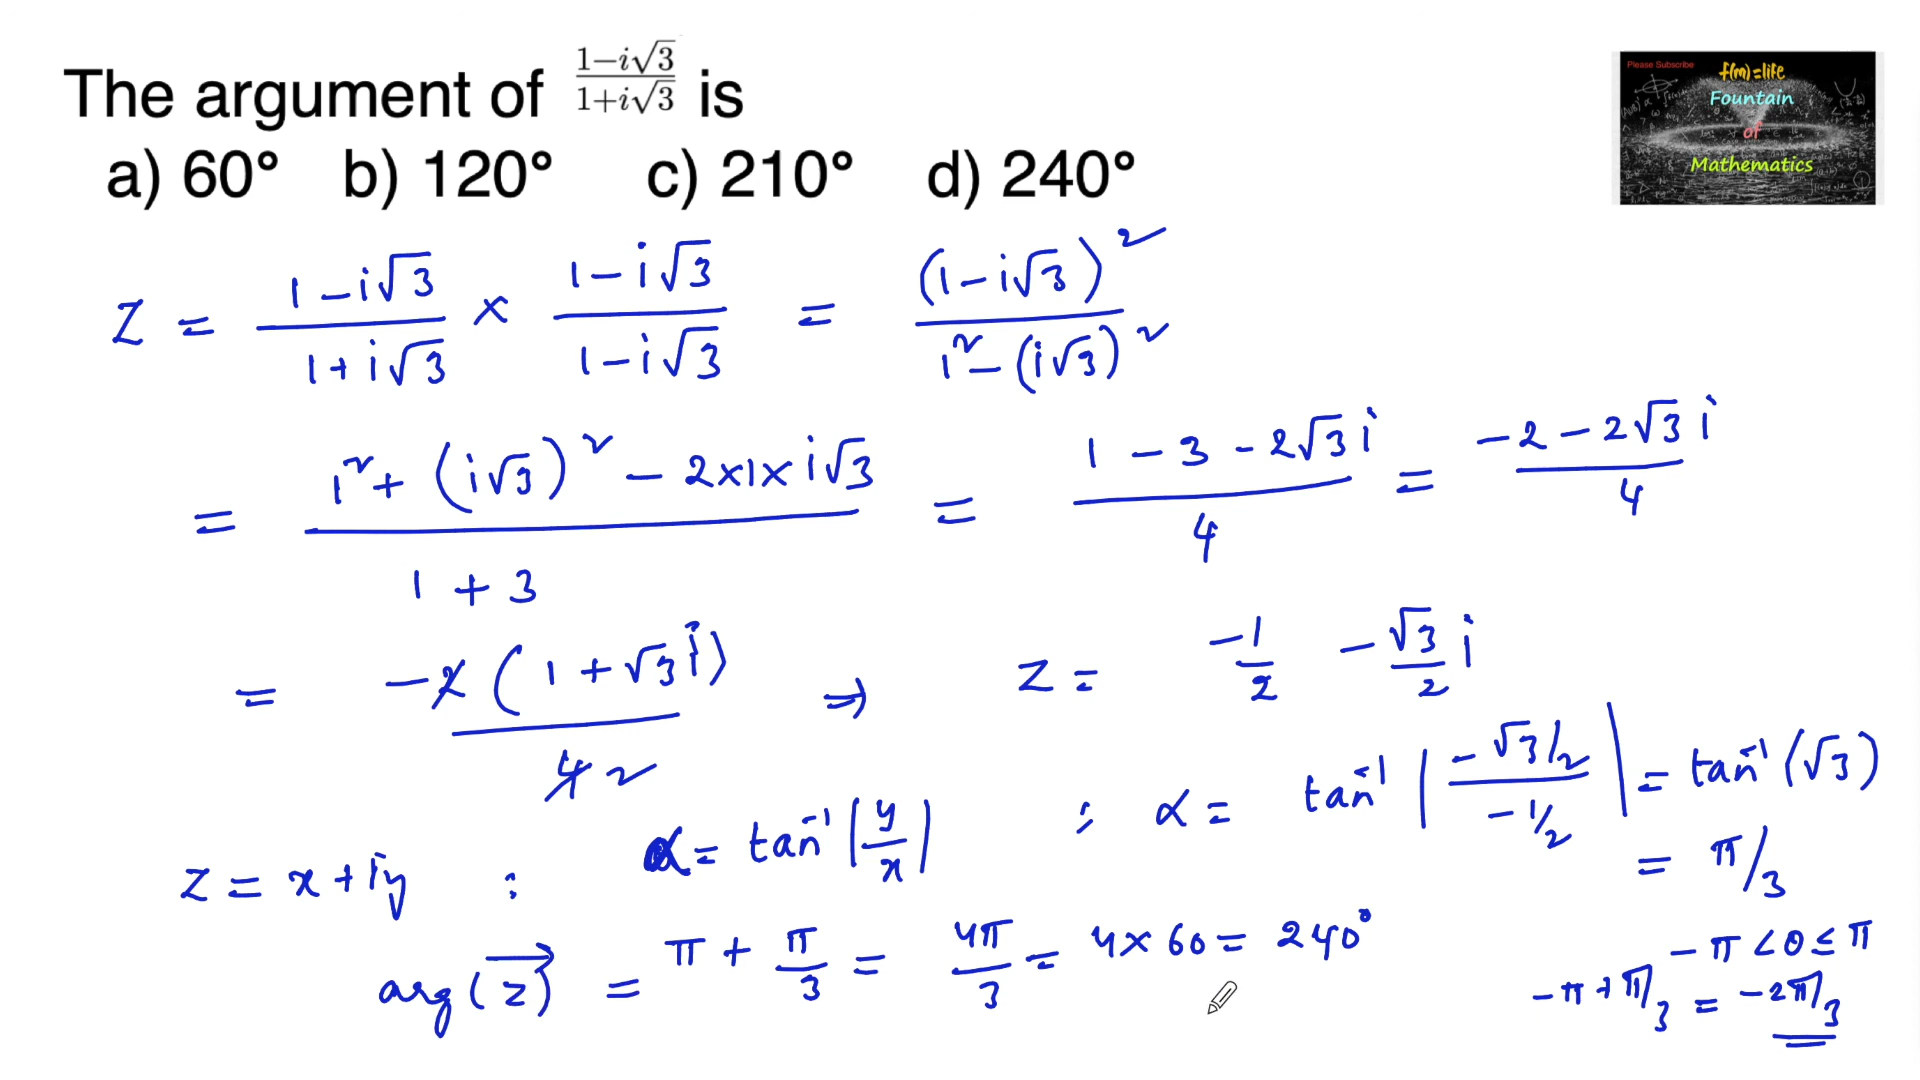 The argument of (1−i√3)/(1+i√3) is
a) 60° b) 120° c) 210° d) 240°
Please Subscribe
f(m)=life
Fountain
of
Mathematics
Z = (1−i√3)/(1+i√3) × (1−i√3)/(1−i√3) = (1−i√3)²/(1²−(i√3)²)
= (1²+(i√3)²−2×1×i√3)/(1+3) = (1−3−2√3i)/4 = (−2−2√3i)/4
= −2(1+√3i)/4 2 ⇒ Z = −1/2 −√3/2 i
Z = x+iy : α = tan⁻¹|y/x| ; α = tan⁻¹|(−√3/2)/(−1/2)| = tan⁻¹(√3)
= π/3
arg(z) = π + π/3 = 4π/3 = 4×60 = 240°
−π<θ≤π
−π+π/3 = −2π/3